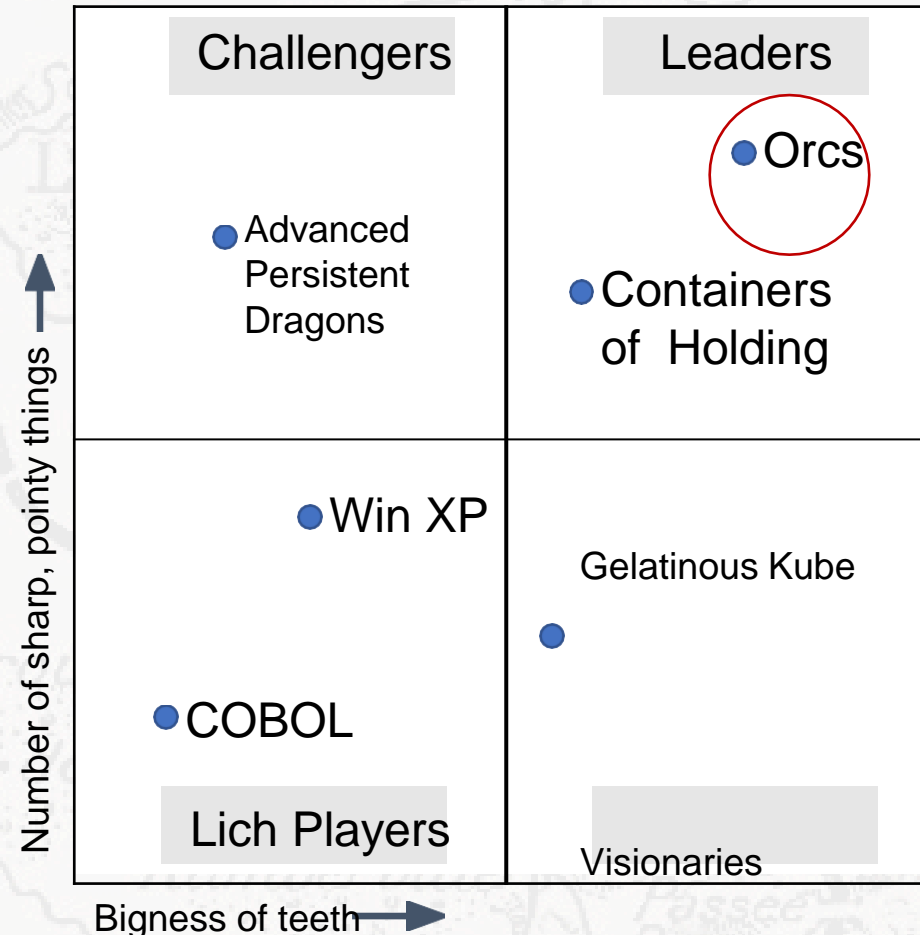 Challengers
Leaders
Orcs
Advanced
Persistent
Dragons
Containers
of Holding
Number of sharp, pointy things
Win XP
Gelatinous Kube
COBOL
Lich Players
Visionaries
Bigness of teeth